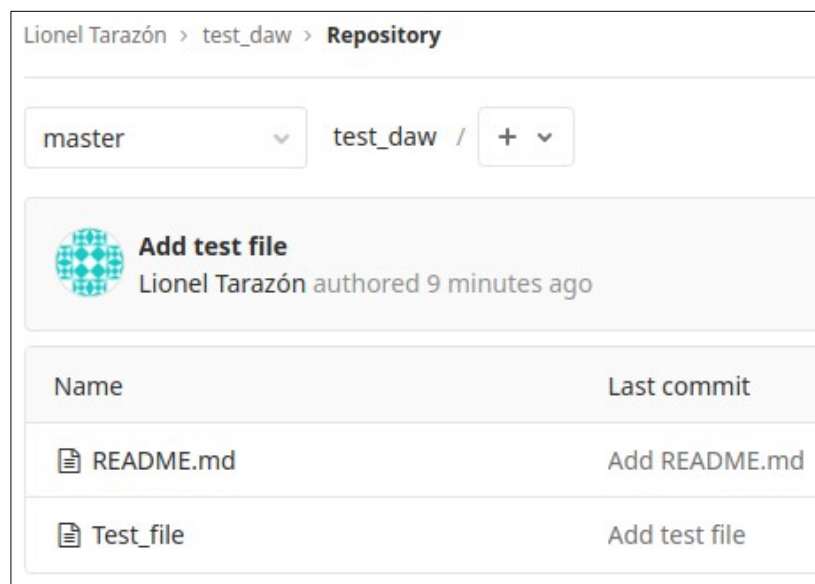 Lionel Tarazón > test_daw > Repository
master test_daw / +
Add test file
Lionel Tarazón authored 9 minutes ago
Name Last commit
README.md Add README.md
Test_file Add test file